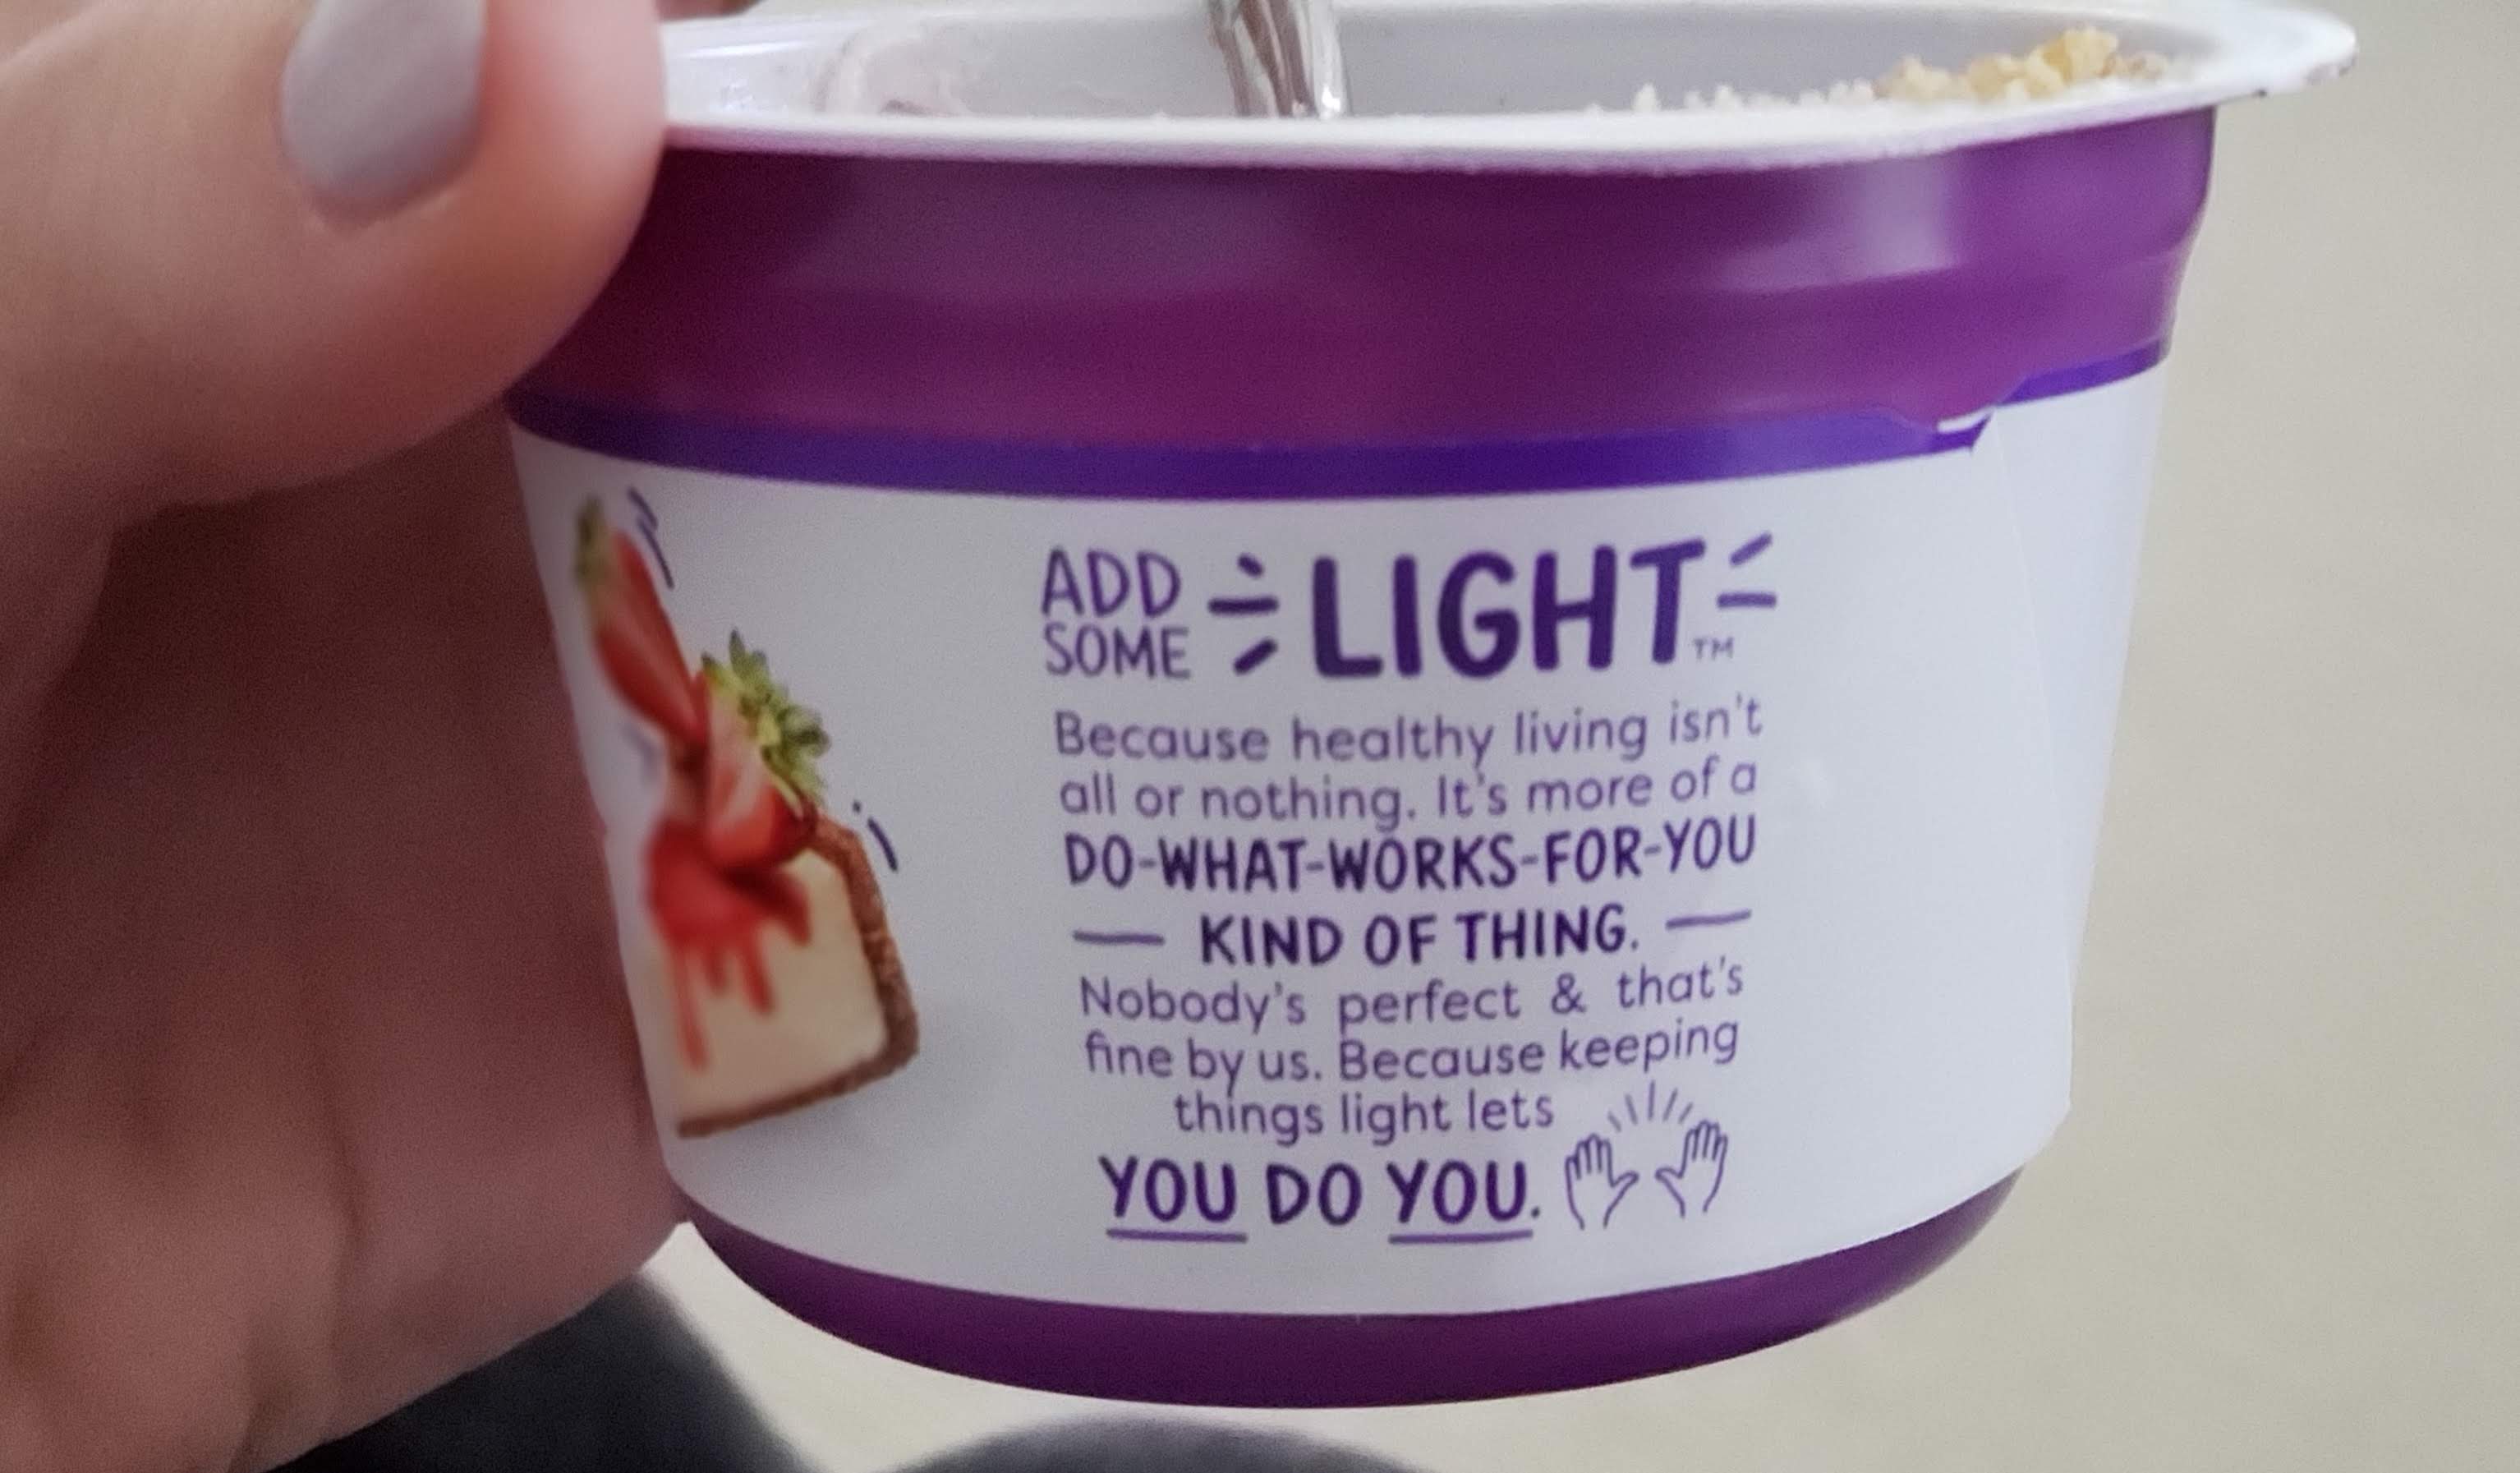 ADD
SOME LIGHT™
Because healthy living isn't
all or nothing. It's more of a
DO-WHAT-WORKS-FOR-YOU
— KIND OF THING. —
Nobody's perfect & that's
fine by us. Because keeping
things light lets
YOU DO YOU.